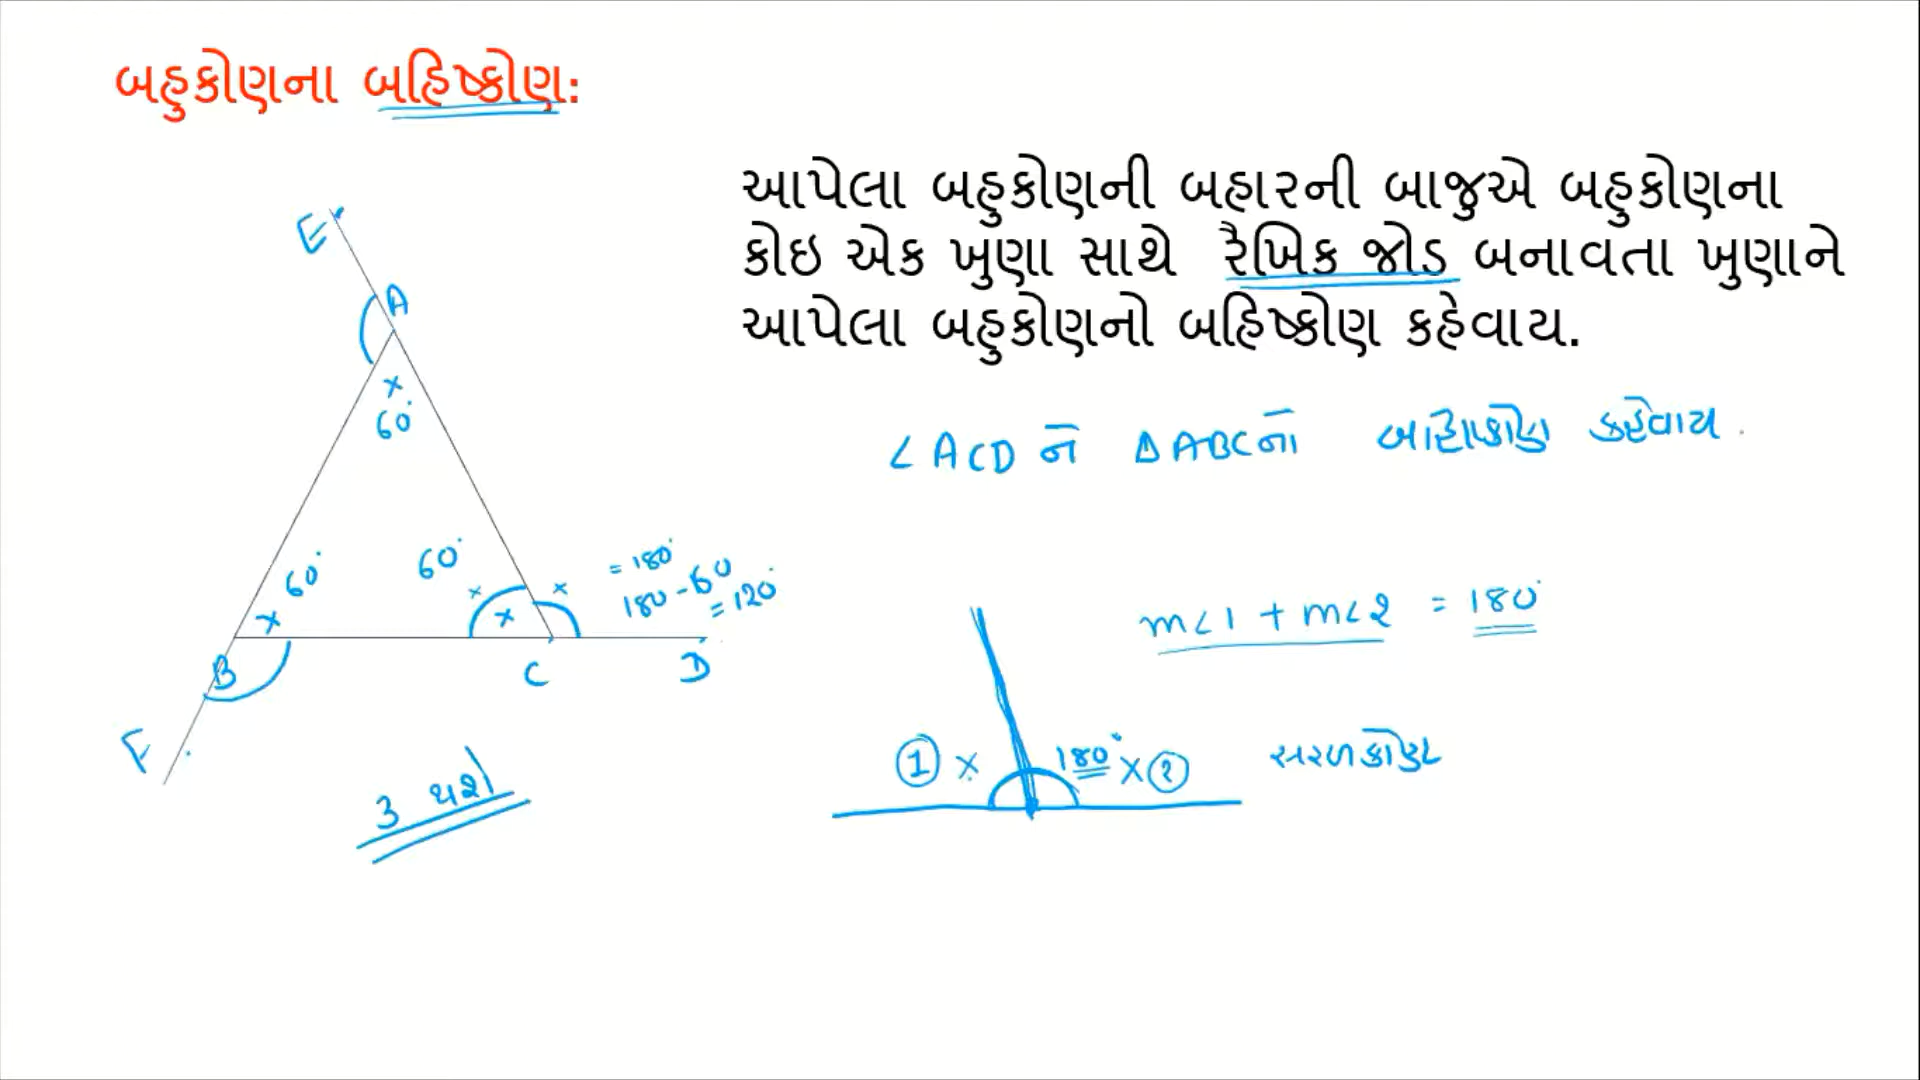 બહુકોણના બહિષ્કોણ:
આપેલા બહુકોણની બહારની બાજુએ બહુકોણના
કોઇ એક ખુણા સાથે રૈખિક જોડ બનાવતા ખુણાને
આપેલા બહુકોણનો બહિષ્કોણ કહેવાય.
∠ACD ને ΔABCનો બહિષ્કોણ કહેવાય.
E
A
x
60°
60°
60°
x
x
x
x
= 180°
180 - 60
= 120°
B
C
D
F
3 થશે
m∠1 + m∠2 = 180°
1 x
180° x 2
સરળકોણ